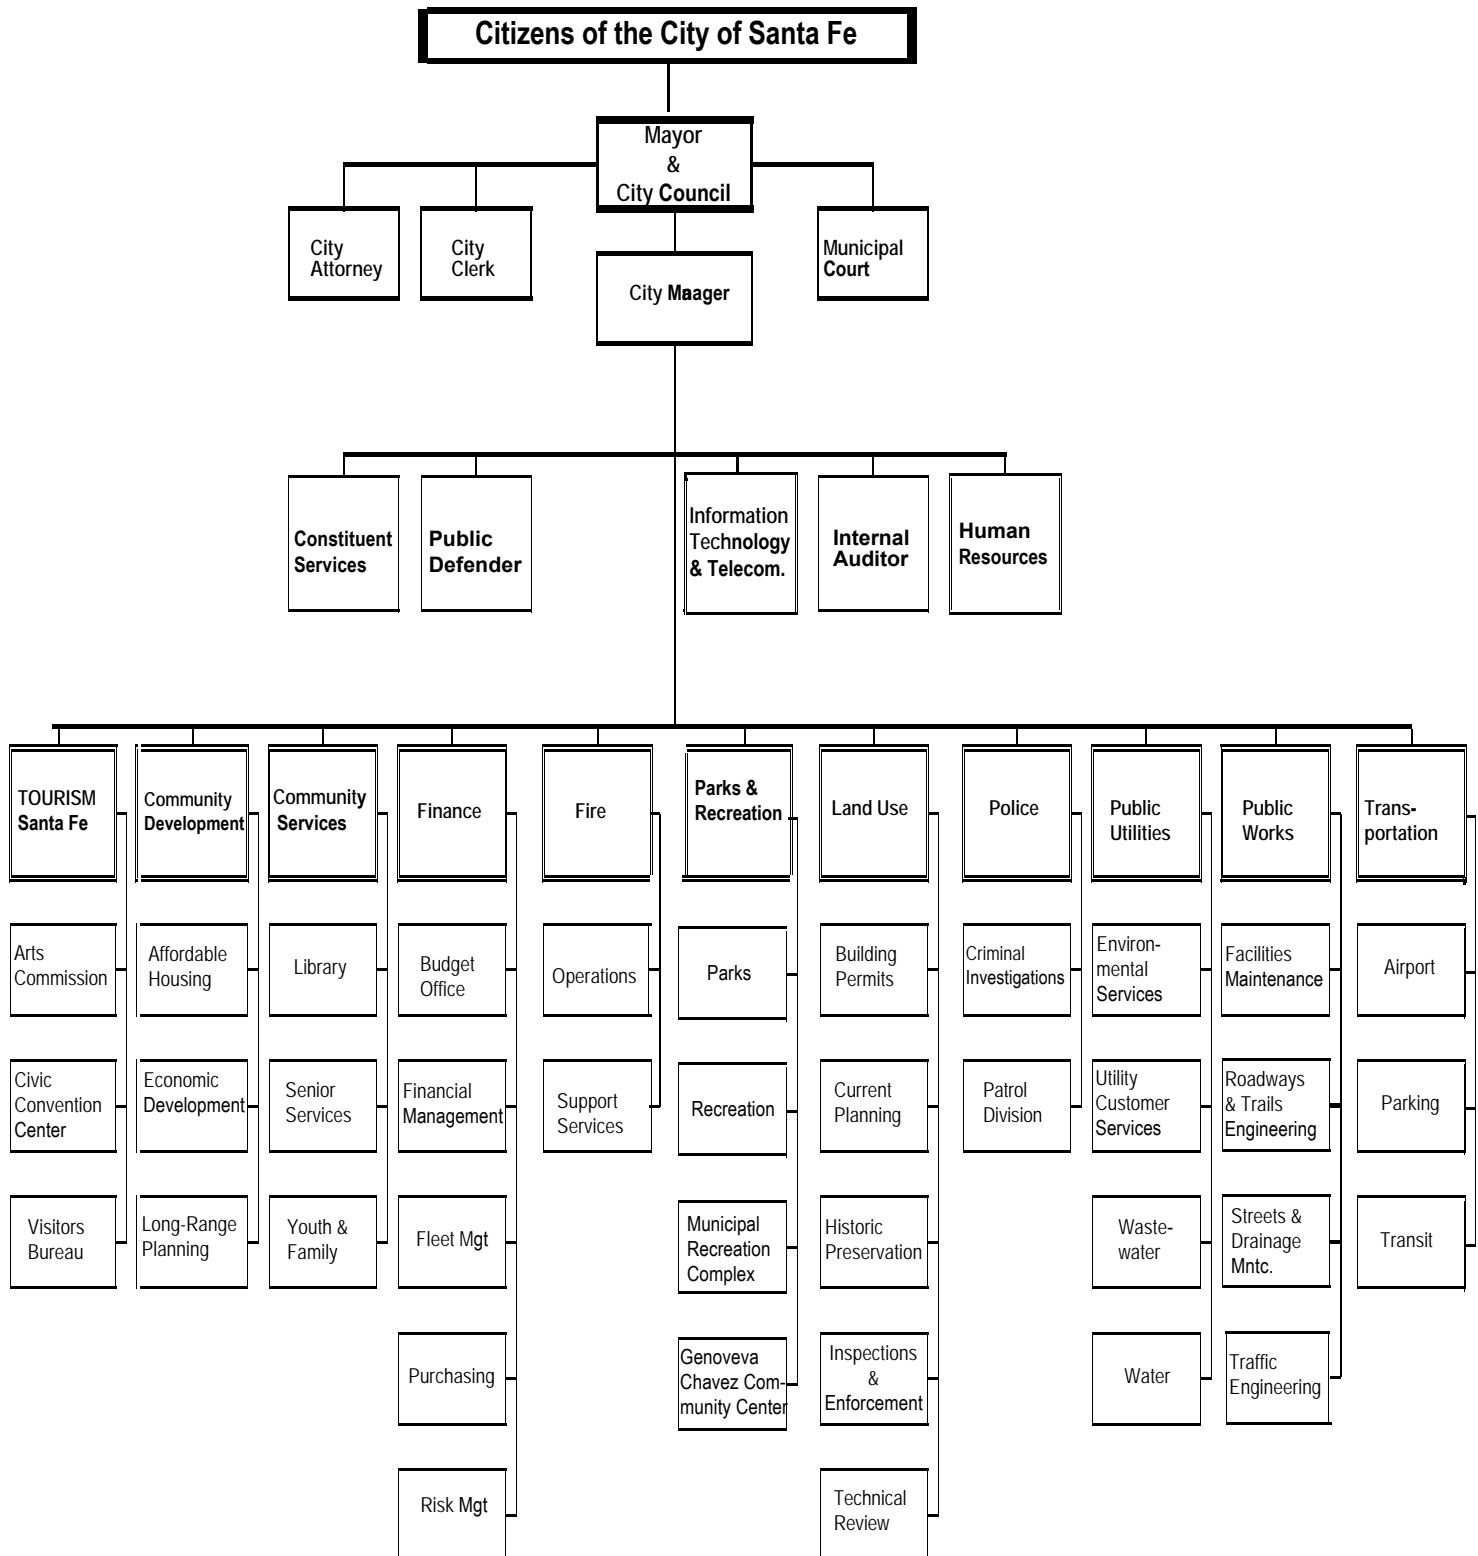 Citizens of the City of Santa Fe
Mayor
&
City Council
City
Attorney
City
Clerk
Municipal
Court
City Mnaager
Constituent
Services
Public
Defender
Information
Technology
& Telecom.
Internal
Auditor
Human
Resources
TOURISM
Santa Fe
Community
Development
Community
Services
Finance
Fire
Parks &
Recreation
Land Use
Police
Public
Utilities
Public
Works
Trans-
portation
Arts
Commission
Affordable
Housing
Library
Budget
Office
Operations
Parks
Building
Permits
Criminal
Investigations
Environ-
mental
Services
Facilities
Maintenance
Airport
Civic
Convention
Center
Economic
Development
Senior
Services
Financial
Management
Support
Services
Recreation
Current
Planning
Patrol
Division
Utility
Customer
Services
Roadways
& Trails
Engineering
Parking
Visitors
Bureau
Long-Range
Planning
Youth &
Family
Fleet Mgt
Municipal
Recreation
Complex
Historic
Preservation
Waste-
water
Streets &
Drainage
Mntc.
Transit
Purchasing
Genoveva
Chavez Com-
munity Center
Inspections
&
Enforcement
Water
Traffic
Engineering
Risk Mgt
Technical
Review